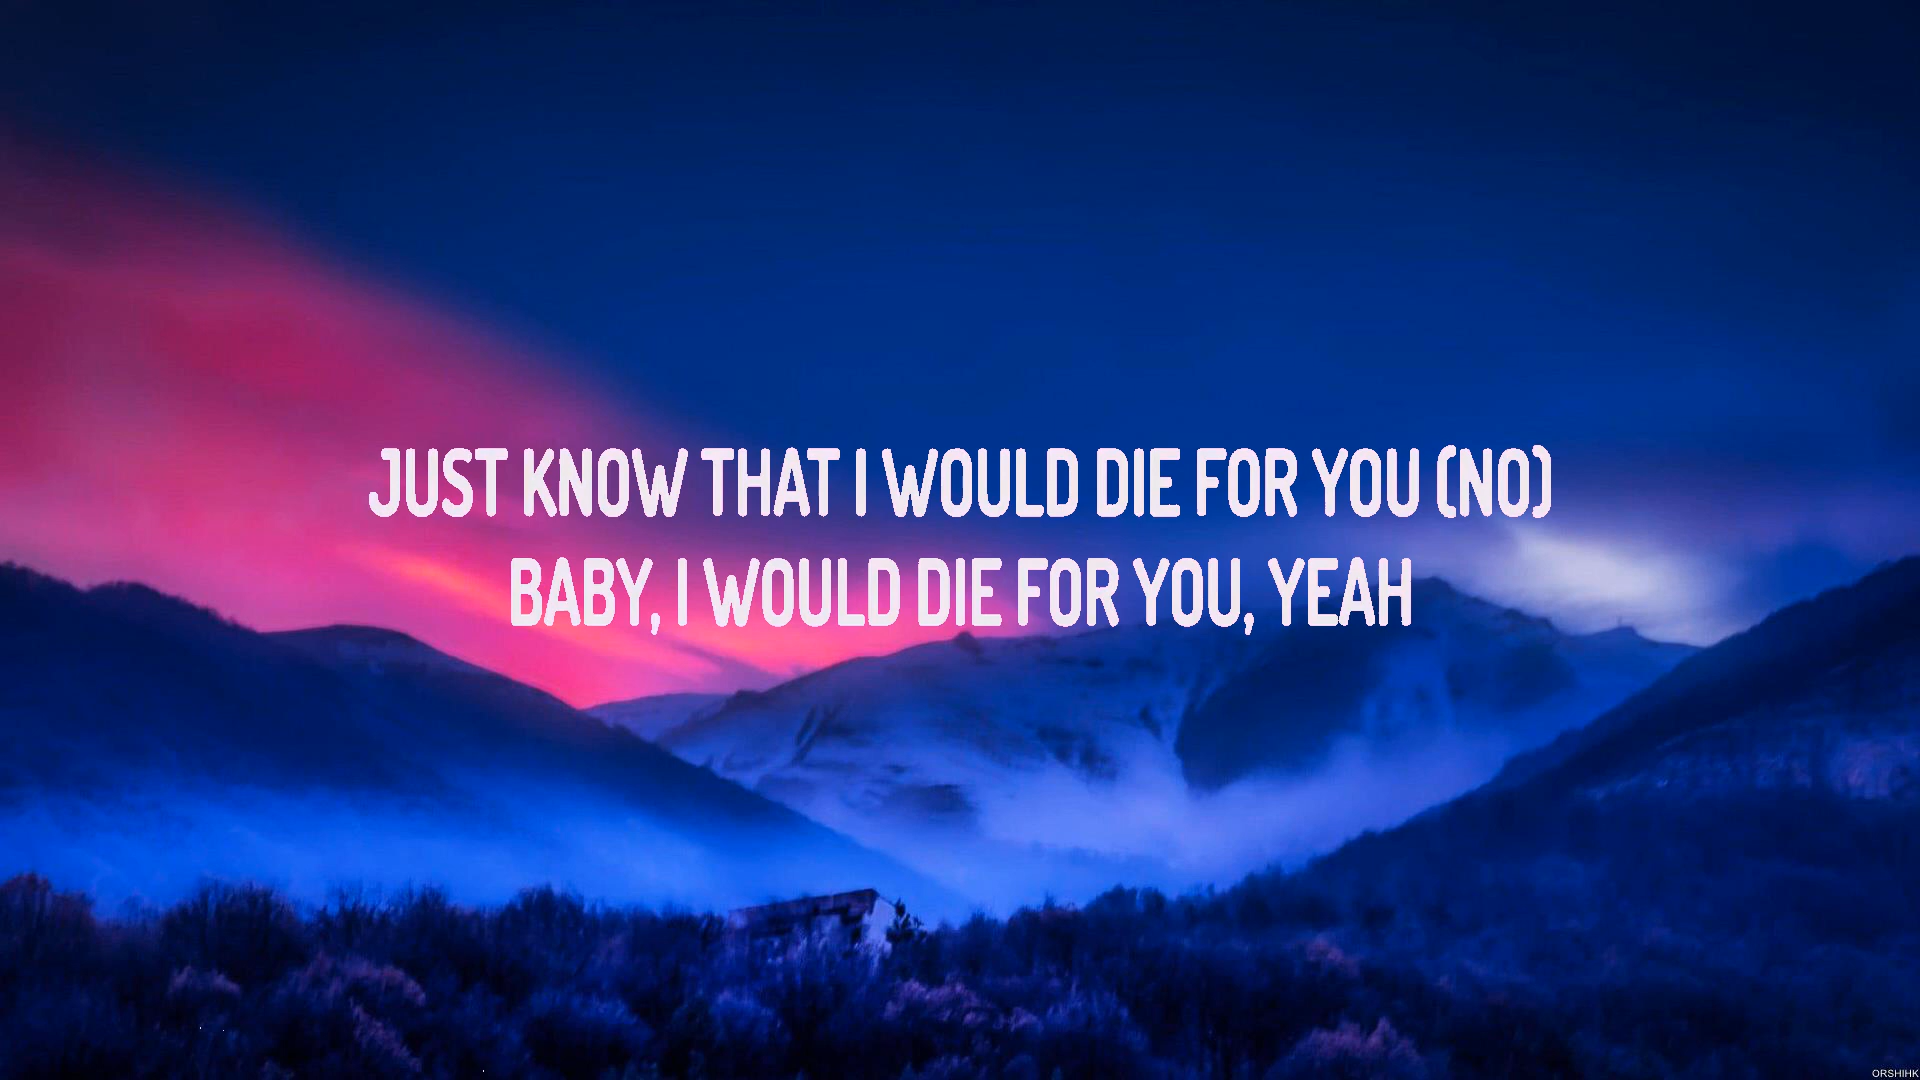 JUST KNOW THAT I WOULD DIE FOR YOU (NO)
BABY, I WOULD DIE FOR YOU, YEAH
ORSHIHK